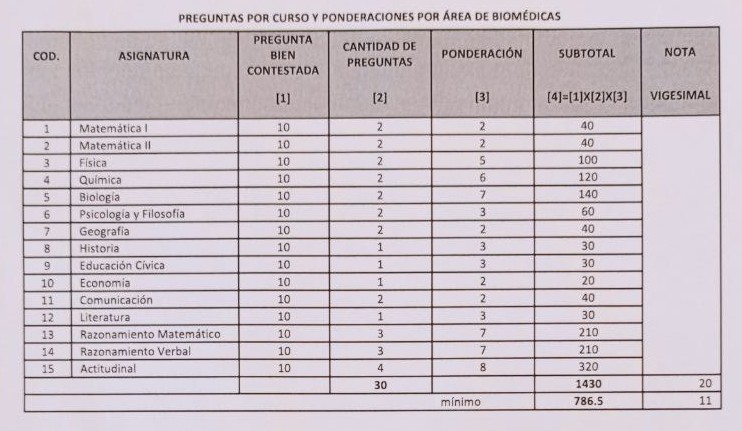 PREGUNTAS POR CURSO Y PONDERACIONES POR ÁREA DE BIOMÉDICAS
COD. ASIGNATURA PREGUNTA BIEN CONTESTADA [1] CANTIDAD DE PREGUNTAS [2] PONDERACIÓN [3] SUBTOTAL [4]=[1]X[2]X[3] NOTA VIGESIMAL
1 Matemática I 10 2 2 40
2 Matemática II 10 2 2 40
3 Física 10 2 5 100
4 Química 10 2 6 120
5 Biología 10 2 7 140
6 Psicología y Filosofía 10 2 3 60
7 Geografía 10 2 2 40
8 Historia 10 1 3 30
9 Educación Cívica 10 1 3 30
10 Economía 10 1 2 20
11 Comunicación 10 2 2 40
12 Literatura 10 1 3 30
13 Razonamiento Matemático 10 3 7 210
14 Razonamiento Verbal 10 3 7 210
15 Actitudinal 10 4 8 320
30 1430 20
mínimo 786.5 11